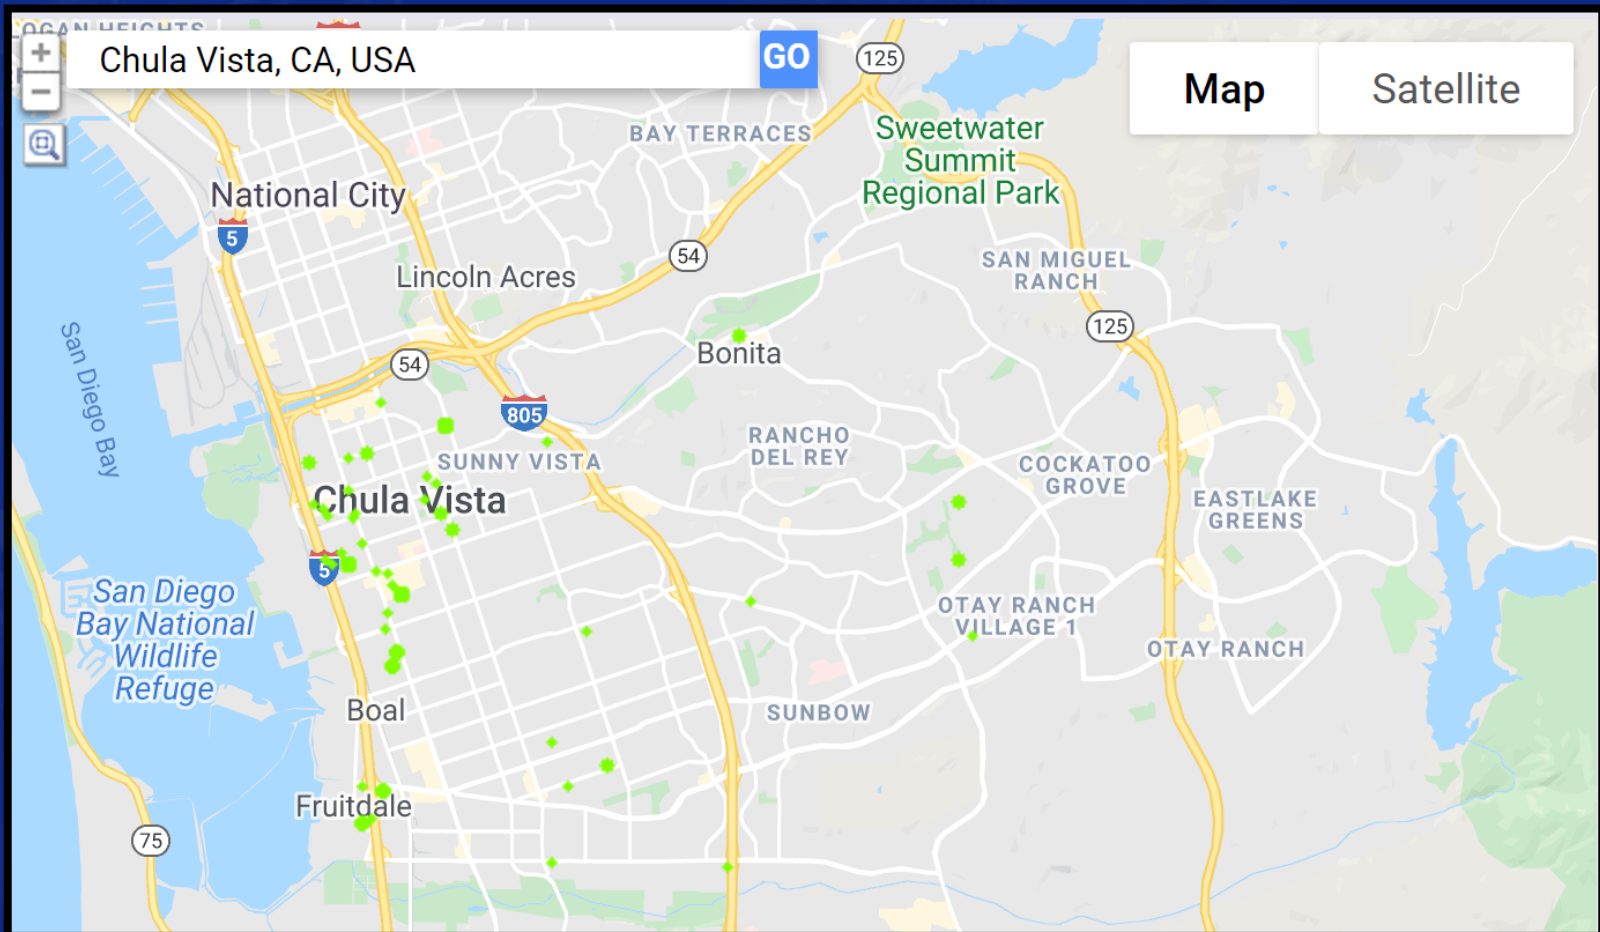 OGAN HEIGHTS
+
Chula Vista, CA, USA
GO
125
Map
Satellite
−
BAY TERRACES
Sweetwater
Summit
Regional Park
National City
5
54
SAN MIGUEL
RANCH
Lincoln Acres
125
San Diego Bay
Bonita
54
805
RANCHO
DEL REY
SUNNY VISTA
COCKATOO
GROVE
Chula Vista
EASTLAKE
GREENS
5
San Diego
Bay National
Wildlife
Refuge
OTAY RANCH
VILLAGE 1
OTAY RANCH
Boal
SUNBOW
Fruitdale
75